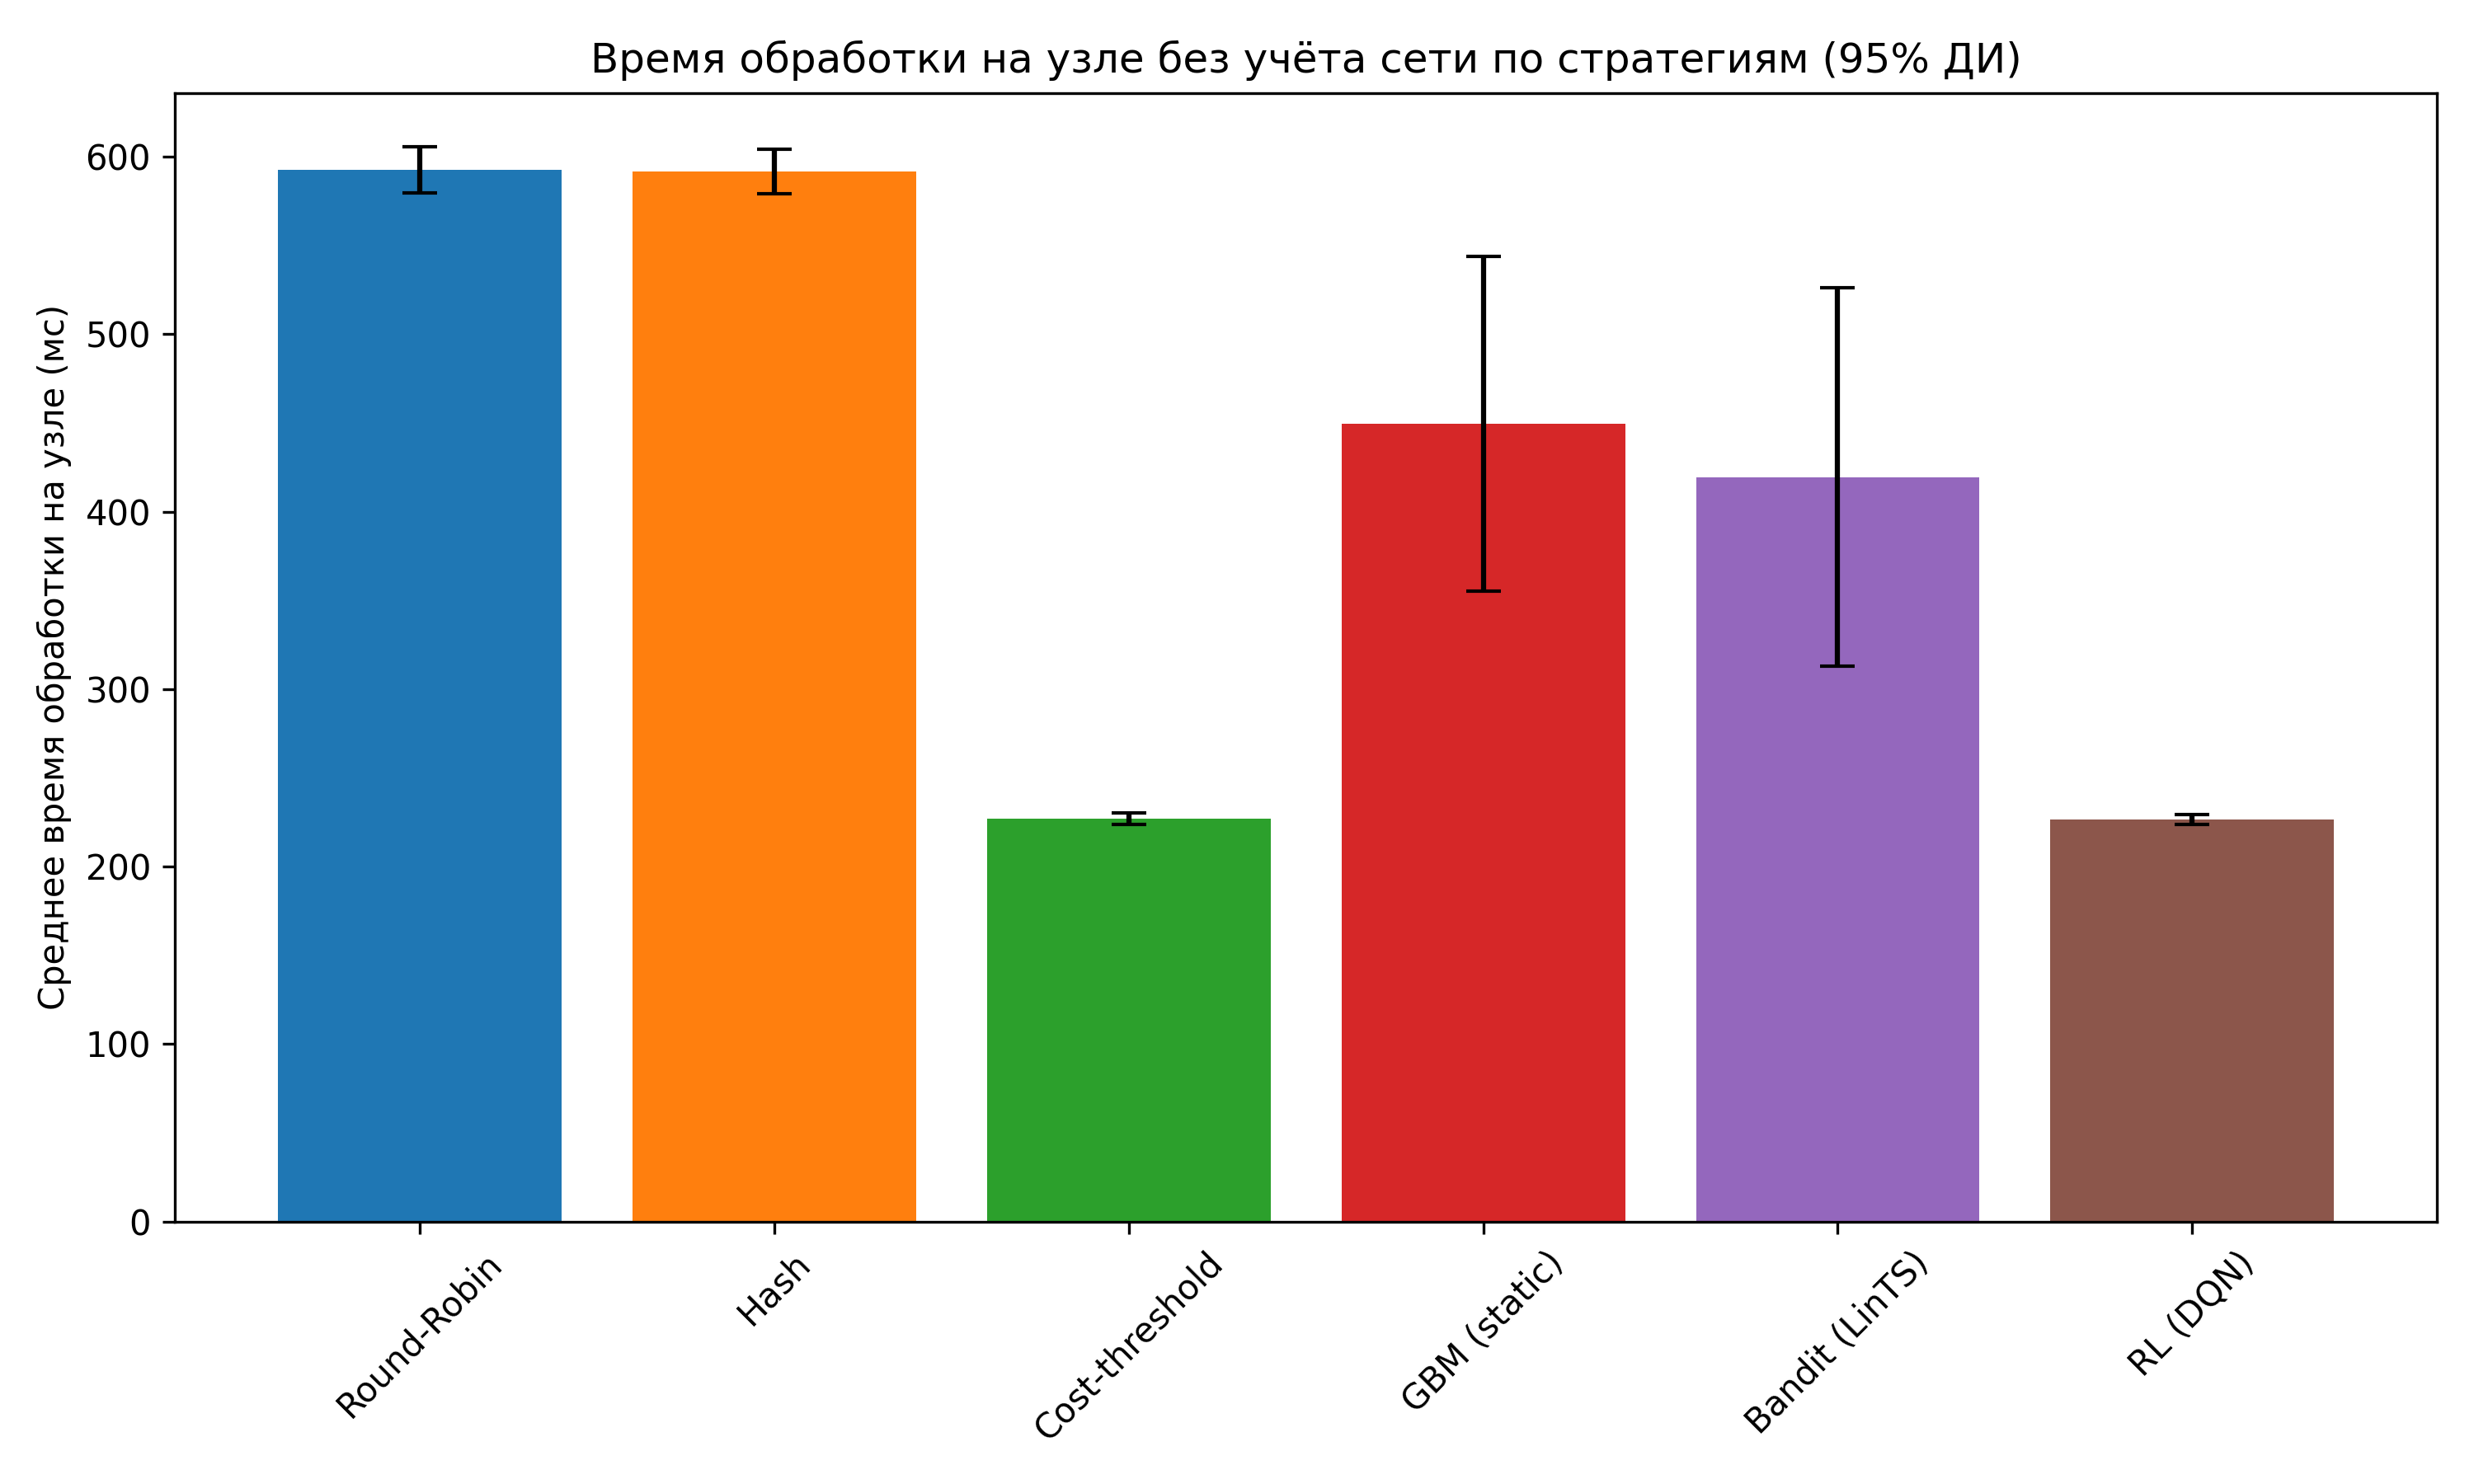 Время обработки на узле без учёта сети по стратегиям (95% ДИ)
Среднее время обработки на узле (мс)
600
500
400
300
200
100
0
Round-Robin
Hash
Cost-threshold
GBM (static)
Bandit (LinTS)
RL (DQN)